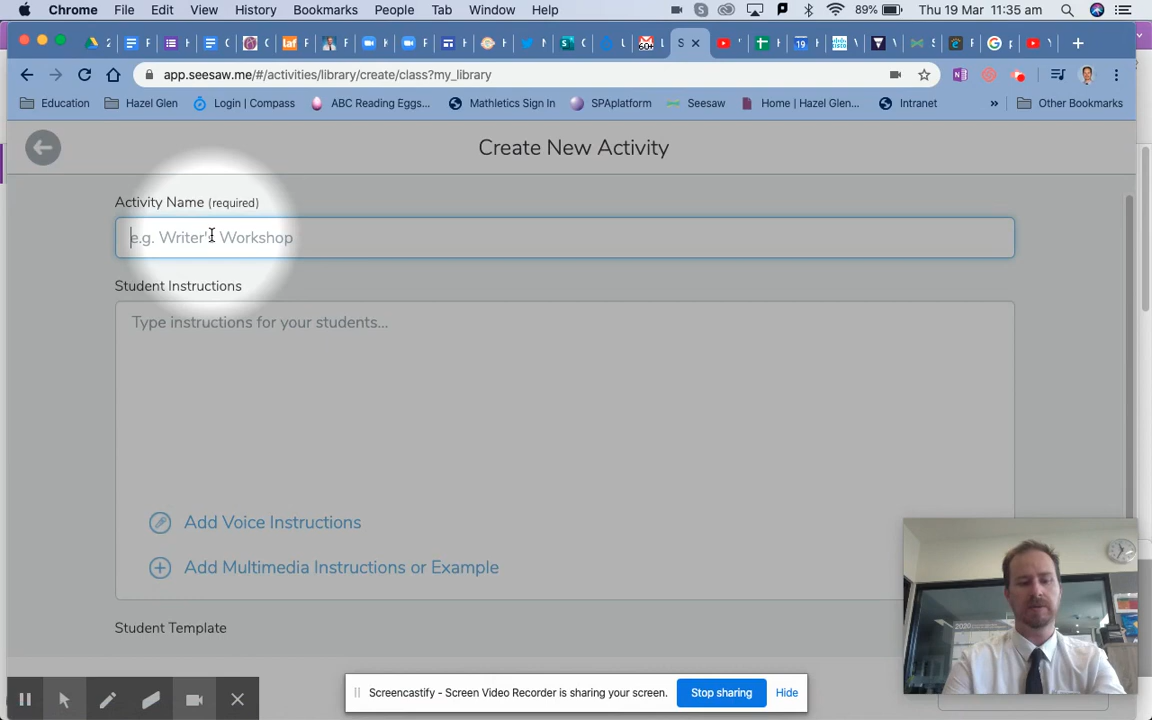 Chrome File Edit View History Bookmarks People Tab Window Help 89% Thu 19 Mar 11:35 am
60+ 19
app.seesaw.me/#/activities/library/create/class?my_library
Education Hazel Glen Login | Compass ABC Reading Eggs... Mathletics Sign In SPAplatform Seesaw Home | Hazel Glen... Intranet » Other Bookmarks
Create New Activity
Activity Name (required)
e.g. Writer's Workshop
Student Instructions
Type instructions for your students...
Add Voice Instructions
Add Multimedia Instructions or Example
Student Template
2020
Screencastify - Screen Video Recorder is sharing your screen. Stop sharing Hide